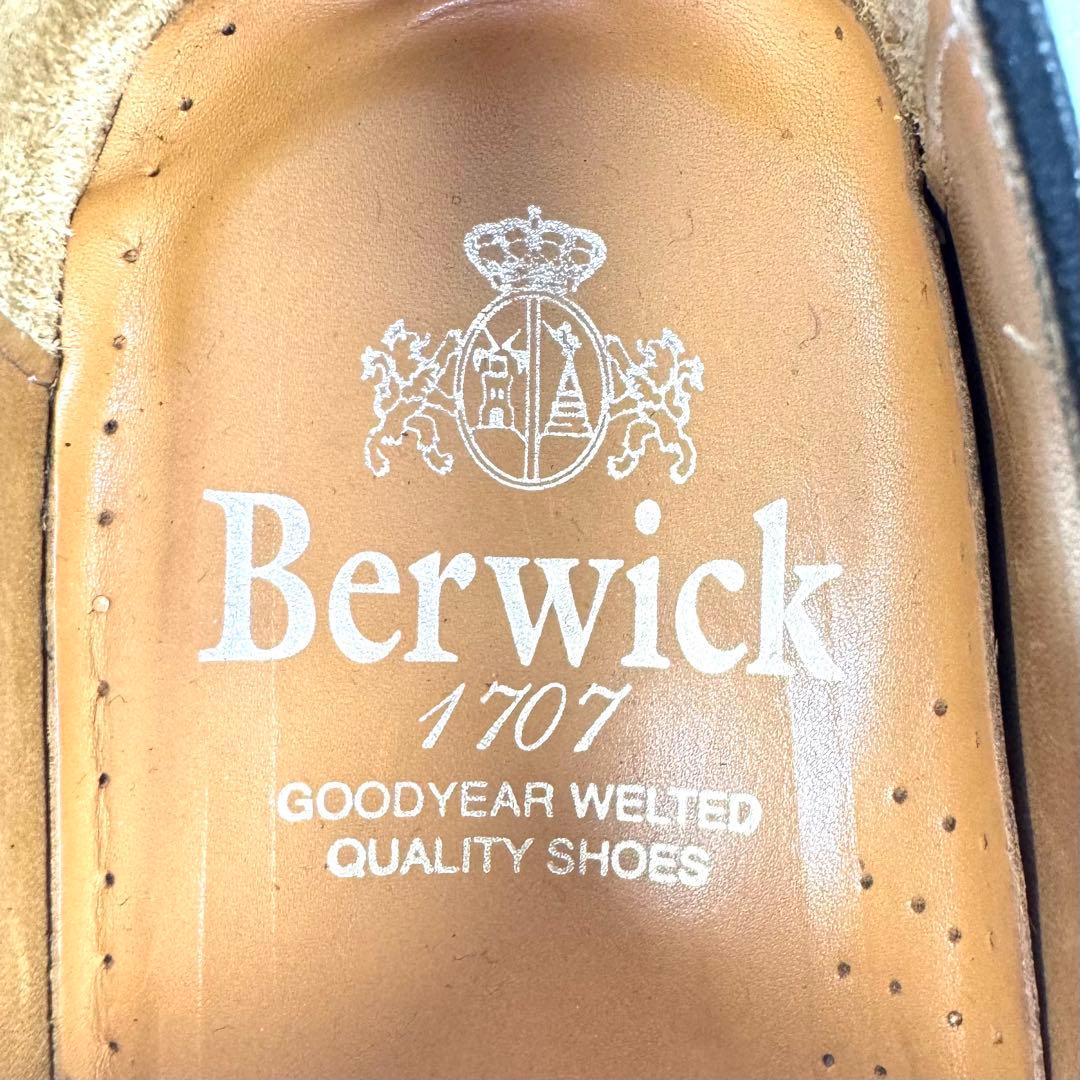 Berwick
1707
GOODYEAR WELTED
QUALITY SHOES